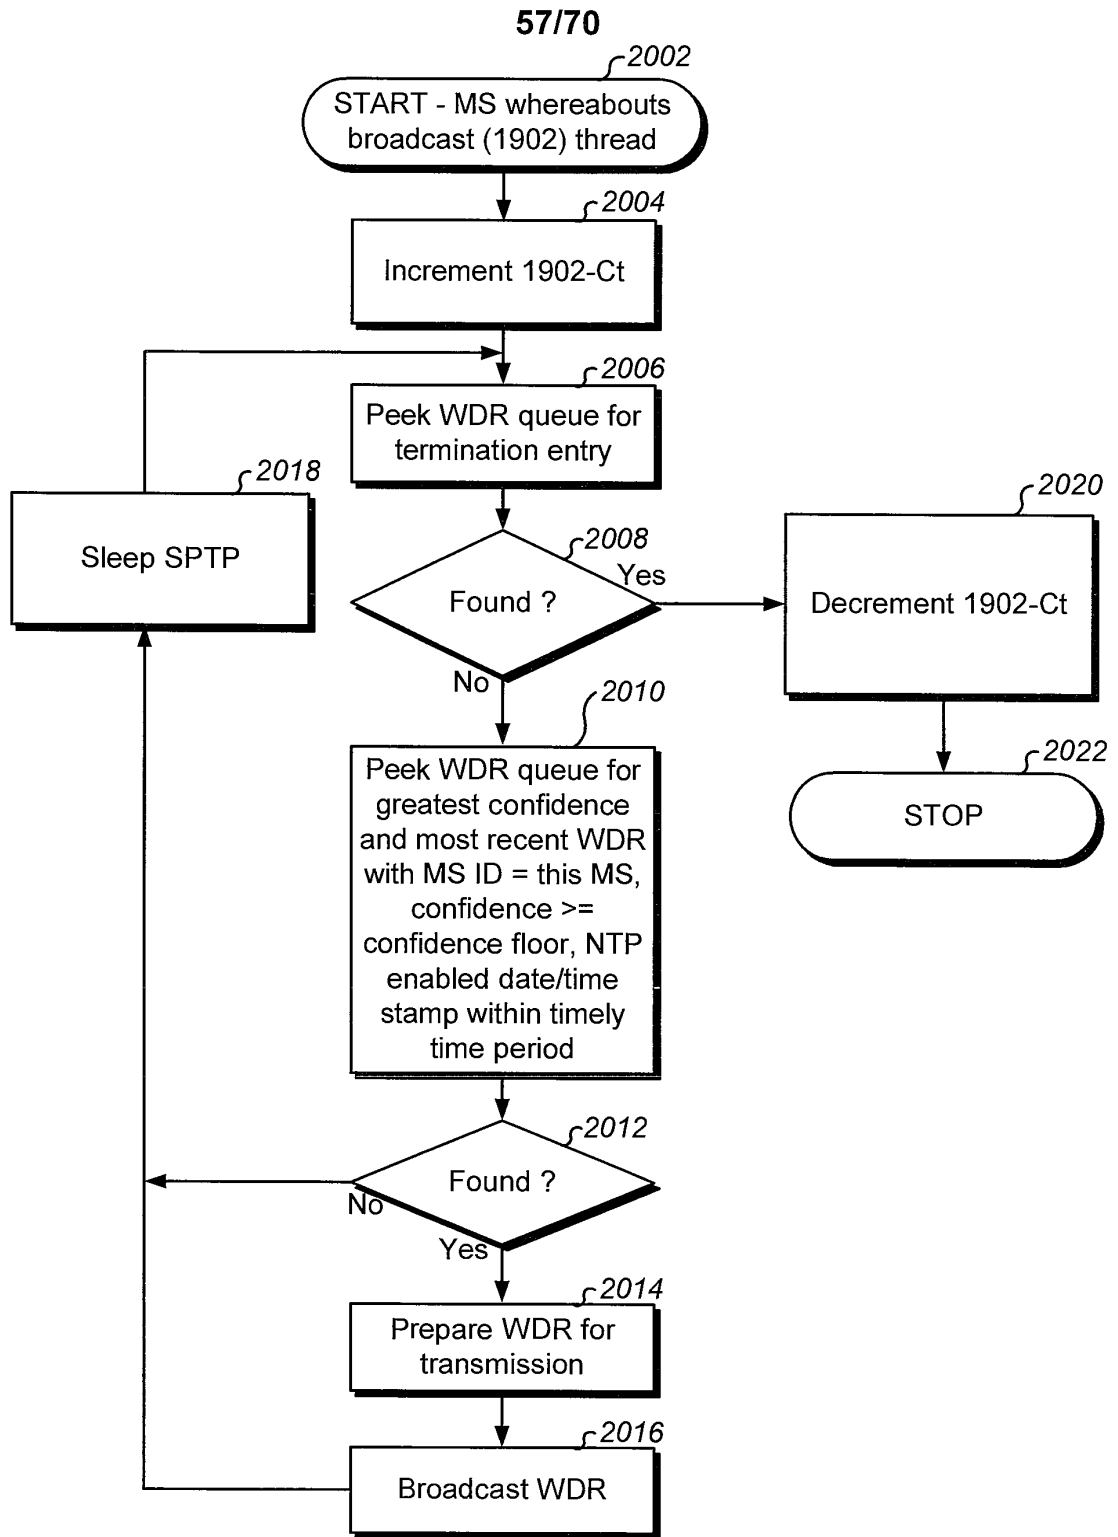 57/70
2002
START - MS whereabouts
broadcast (1902) thread
2004
Increment 1902-Ct
2006
Peek WDR queue for
termination entry
2018
Sleep SPTP
2008
Found ?
Yes
No
2020
Decrement 1902-Ct
2022
STOP
2010
Peek WDR queue for
greatest confidence
and most recent WDR
with MS ID = this MS,
confidence >=
confidence floor, NTP
enabled date/time
stamp within timely
time period
2012
Found ?
No
Yes
2014
Prepare WDR for
transmission
2016
Broadcast WDR